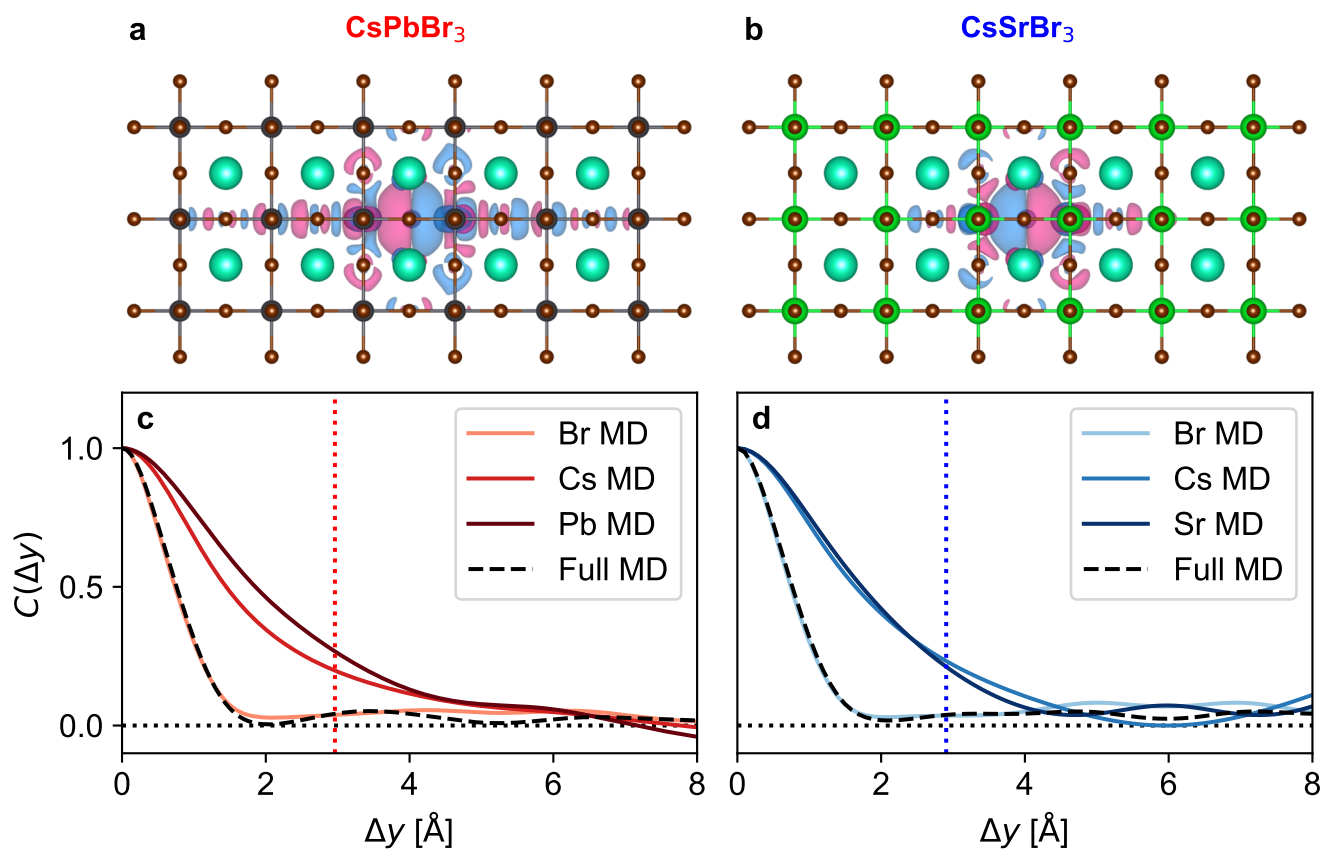 a CsPbBr₃
b CsSrBr₃
c
Br MD
Cs MD
Pb MD
Full MD
1.0
0.5
0.0
C(Δy)
0 2 4 6 8
Δy [Å]
d
Br MD
Cs MD
Sr MD
Full MD
0 2 4 6 8
Δy [Å]